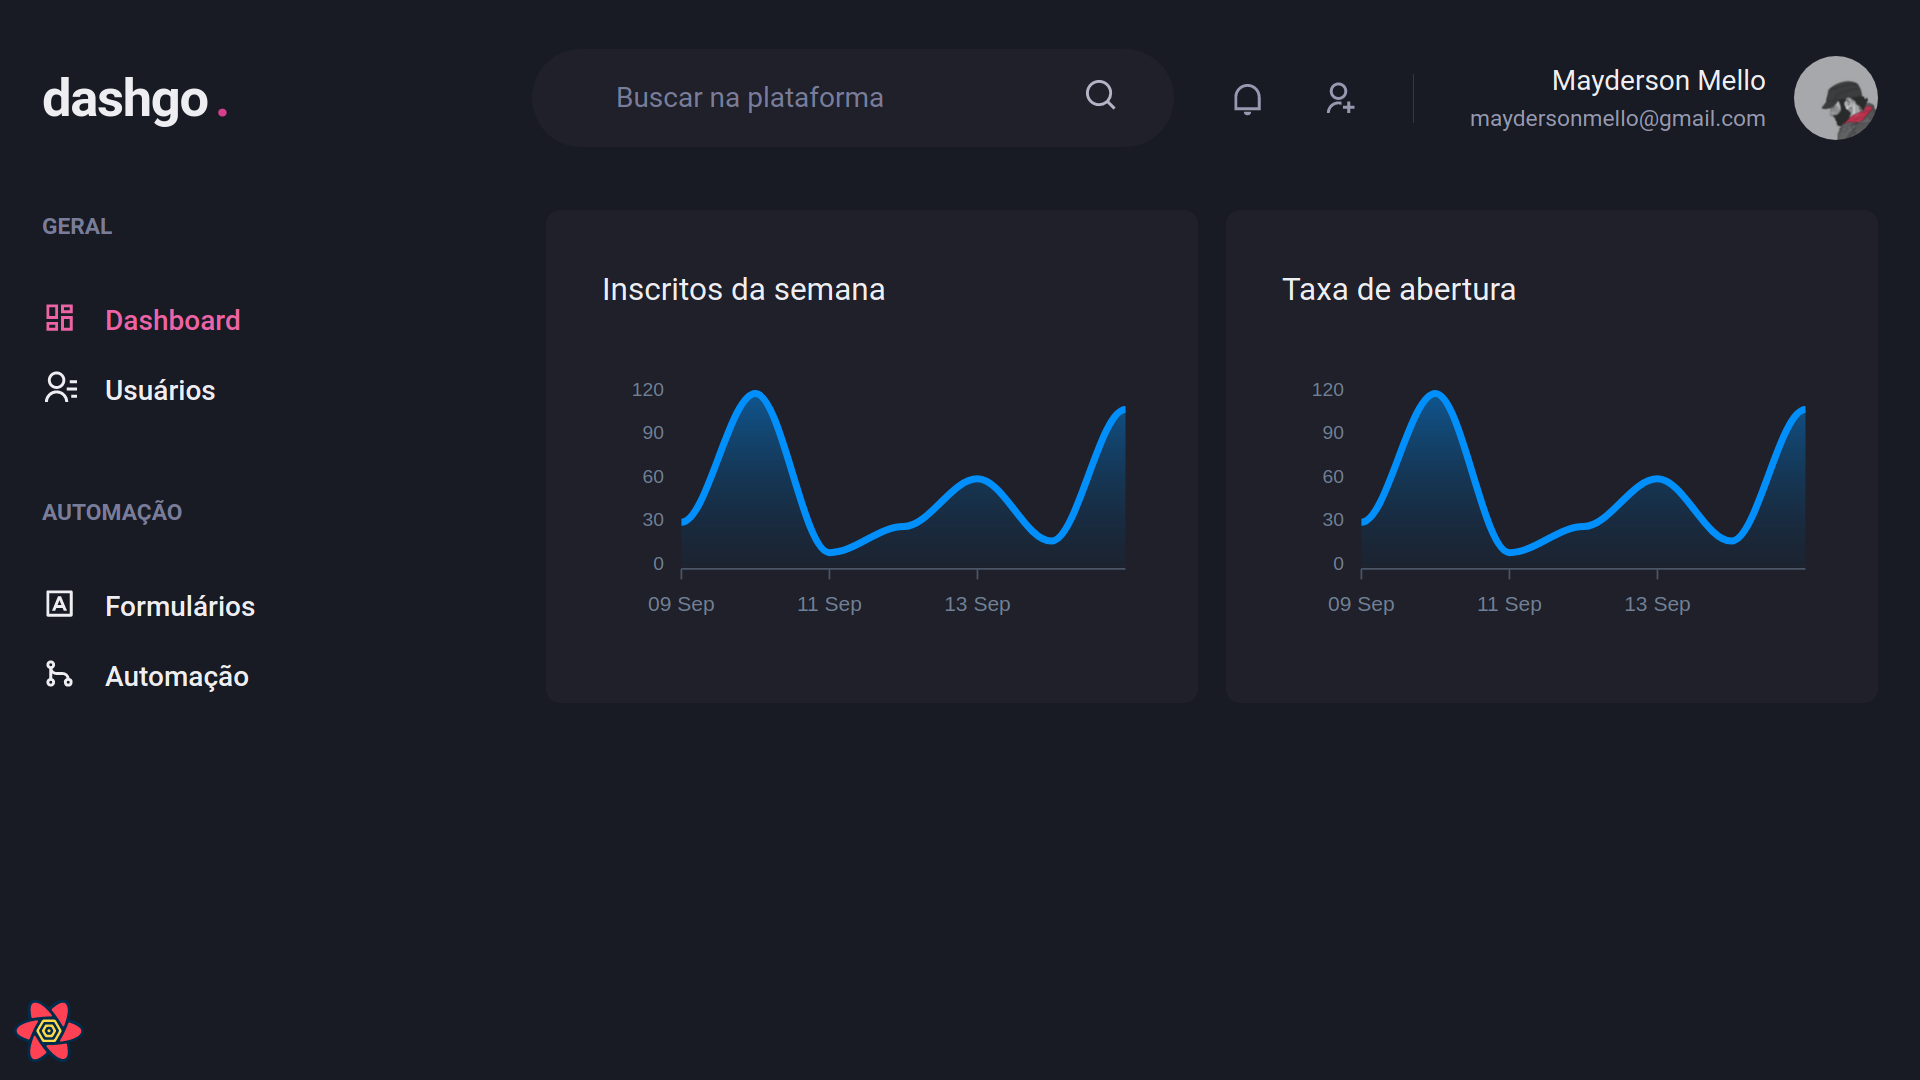 dashgo.
Buscar na plataforma
Mayderson Mello
maydersonmello@gmail.com
GERAL
Dashboard
Usuários
AUTOMAÇÃO
Formulários
Automação
Inscritos da semana
120
90
60
30
0
09 Sep 11 Sep 13 Sep
Taxa de abertura
120
90
60
30
0
09 Sep 11 Sep 13 Sep